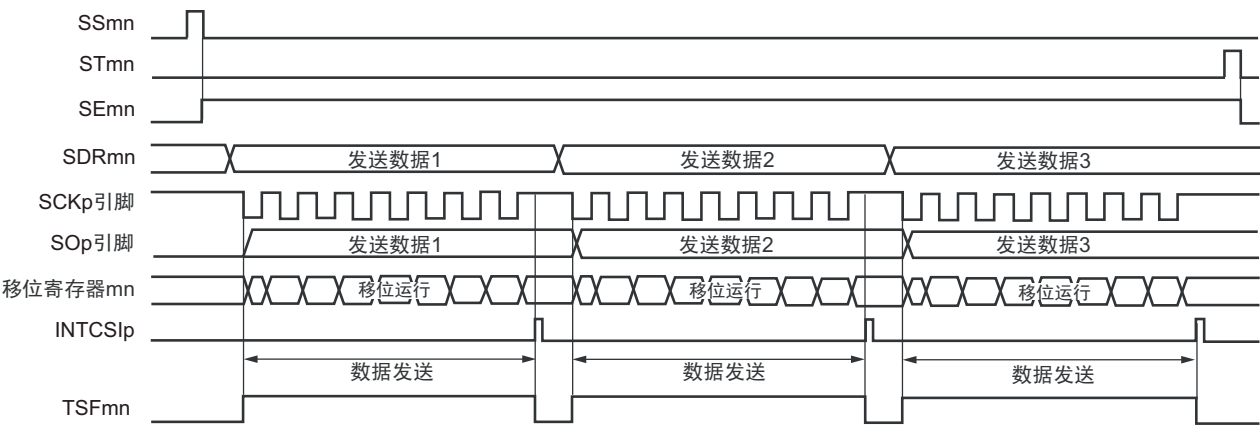 SSmn
STmn
SEmn
SDRmn 发送数据1 发送数据2 发送数据3
SCKp引脚
SOp引脚 发送数据1 发送数据2 发送数据3
移位寄存器mn 移位运行 移位运行 移位运行
INTCSIp
数据发送 数据发送 数据发送
TSFmn